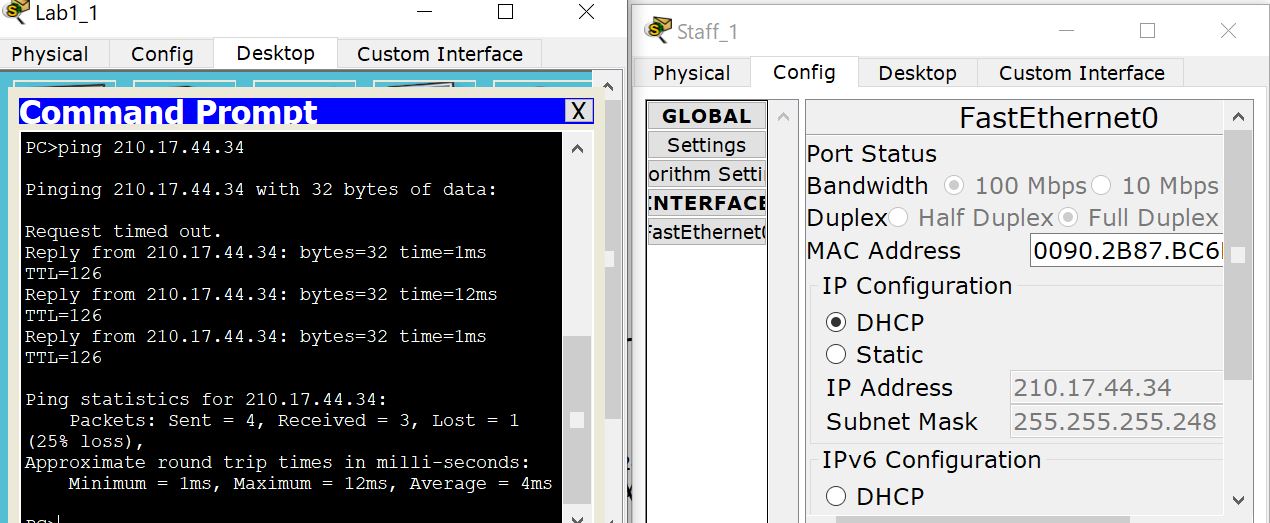 Lab1_1
Physical Config Desktop Custom Interface
Command Prompt X
PC>ping 210.17.44.34
Pinging 210.17.44.34 with 32 bytes of data:
Request timed out.
Reply from 210.17.44.34: bytes=32 time=1ms
TTL=126
Reply from 210.17.44.34: bytes=32 time=12ms
TTL=126
Reply from 210.17.44.34: bytes=32 time=1ms
TTL=126
Ping statistics for 210.17.44.34:
Packets: Sent = 4, Received = 3, Lost = 1
(25% loss),
Approximate round trip times in milli-seconds:
Minimum = 1ms, Maximum = 12ms, Average = 4ms
PC>
Staff_1
Physical Config Desktop Custom Interface
GLOBAL
Settings
orithm Setti
INTERFACE
FastEthernet0
FastEthernet0
Port Status
Bandwidth 100 Mbps 10 Mbps
Duplex Half Duplex Full Duplex
MAC Address 0090.2B87.BC6
IP Configuration
DHCP
Static
IP Address 210.17.44.34
Subnet Mask 255.255.255.248
IPv6 Configuration
DHCP